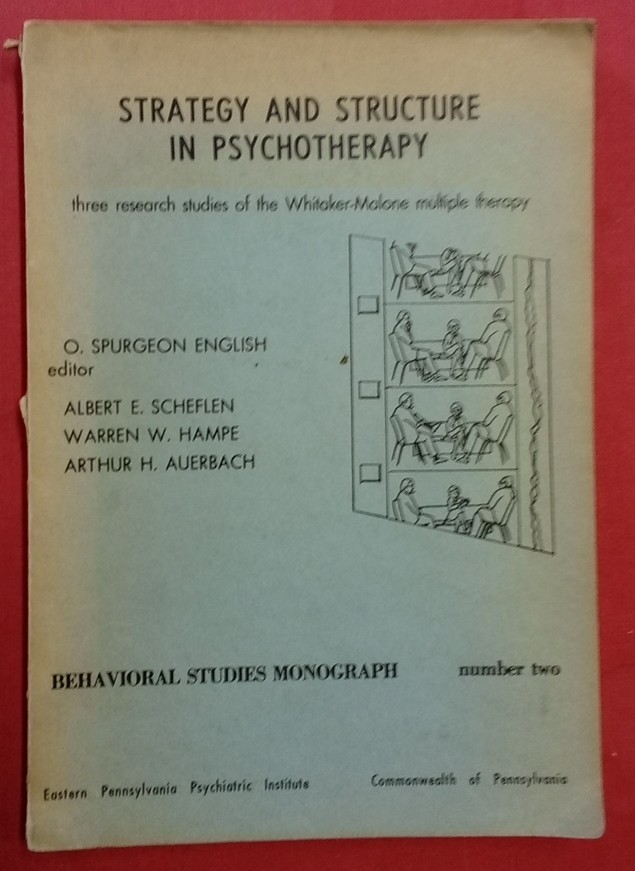 STRATEGY AND STRUCTURE
IN PSYCHOTHERAPY
three research studies of the Whitaker-Malone multiple therapy
O. SPURGEON ENGLISH
editor
ALBERT E. SCHEFLEN
WARREN W. HAMPE
ARTHUR H. AUERBACH
BEHAVIORAL STUDIES MONOGRAPH number two
Eastern Pennsylvania Psychiatric Institute Commonwealth of Pennsylvania